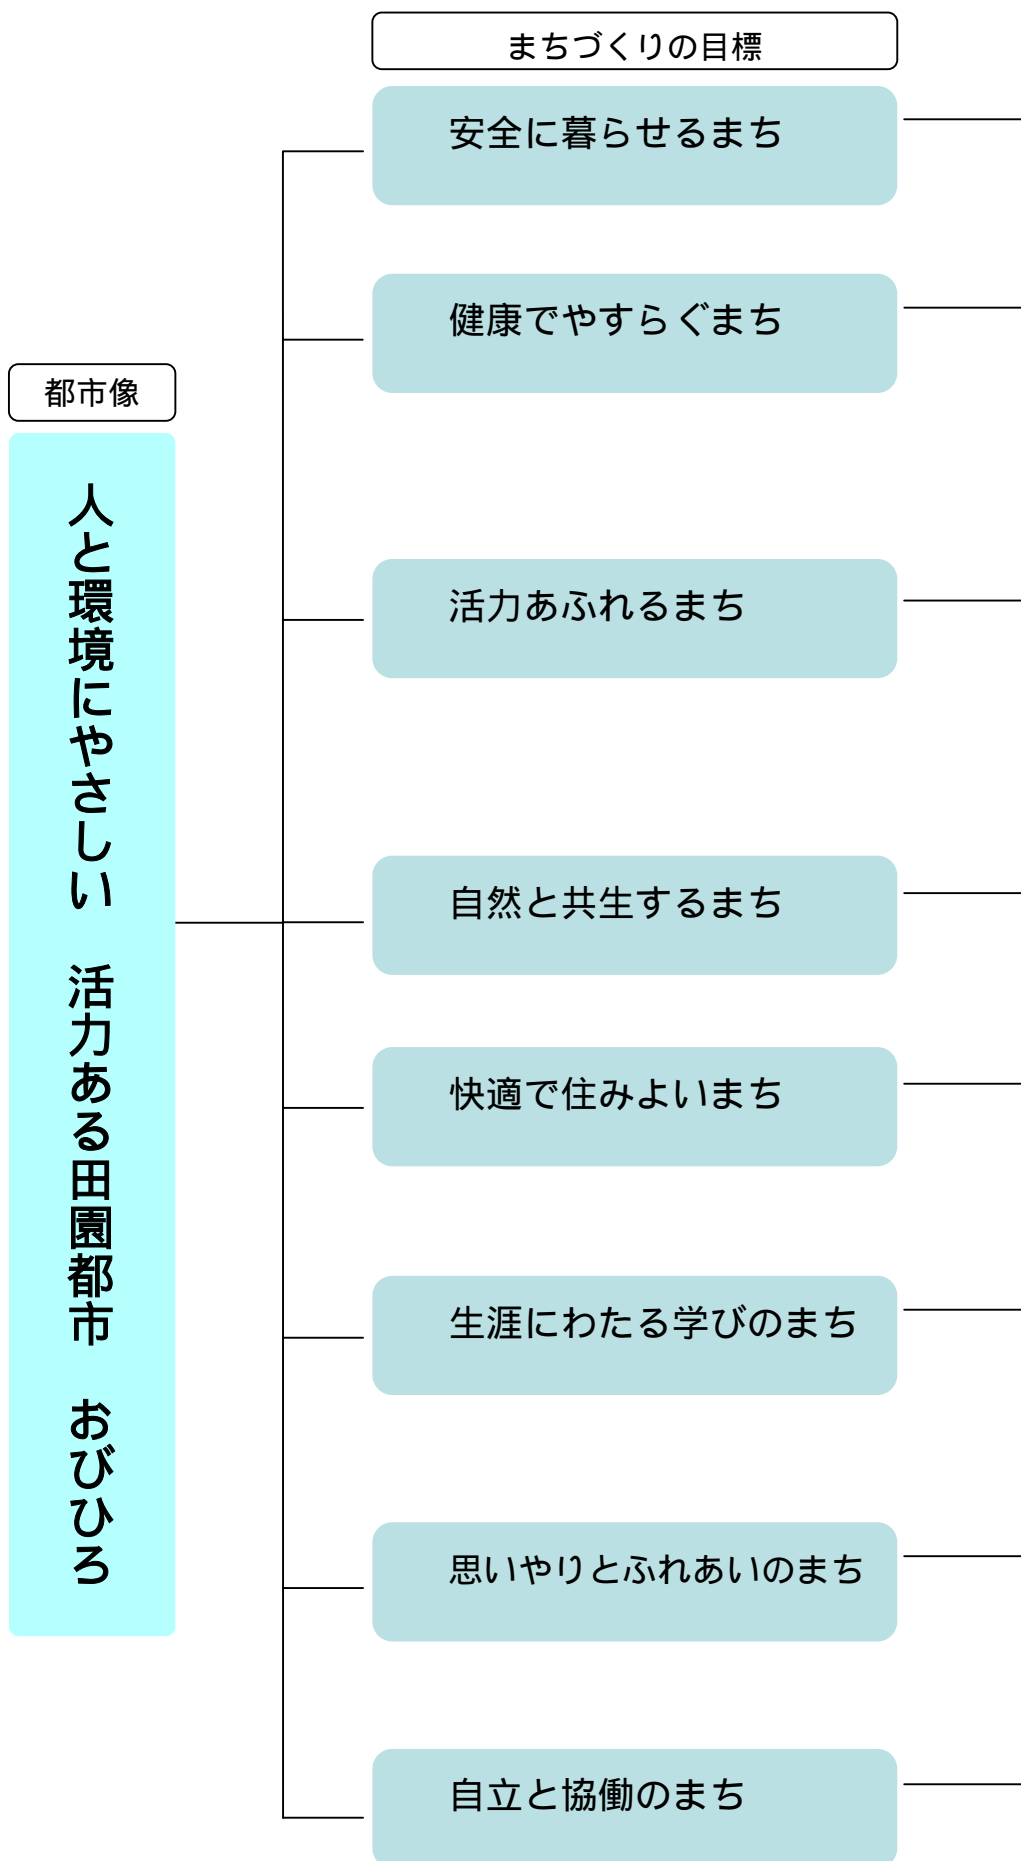 まちづくりの目標
安全に暮らせるまち
健康でやすらぐまち
都市像
人と環境にやさしい　活力ある田園都市　おびひろ
活力あふれるまち
自然と共生するまち
快適で住みよいまち
生涯にわたる学びのまち
思いやりとふれあいのまち
自立と協働のまち